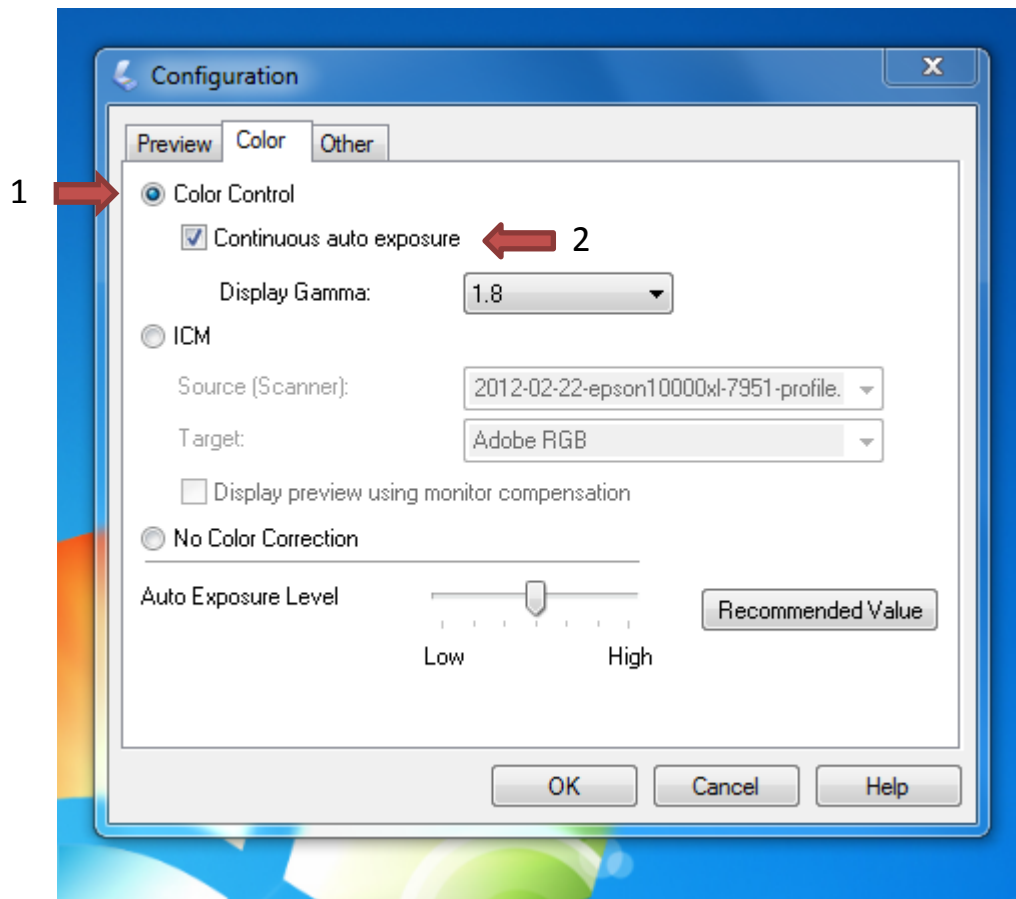 Configuration
X
Preview Color Other
1 Color Control
Continuous auto exposure 2
Display Gamma: 1.8
ICM
Source (Scanner): 2012-02-22-epson10000xl-7951-profile.
Target: Adobe RGB
Display preview using monitor compensation
No Color Correction
Auto Exposure Level Recommended Value
Low High
OK Cancel Help